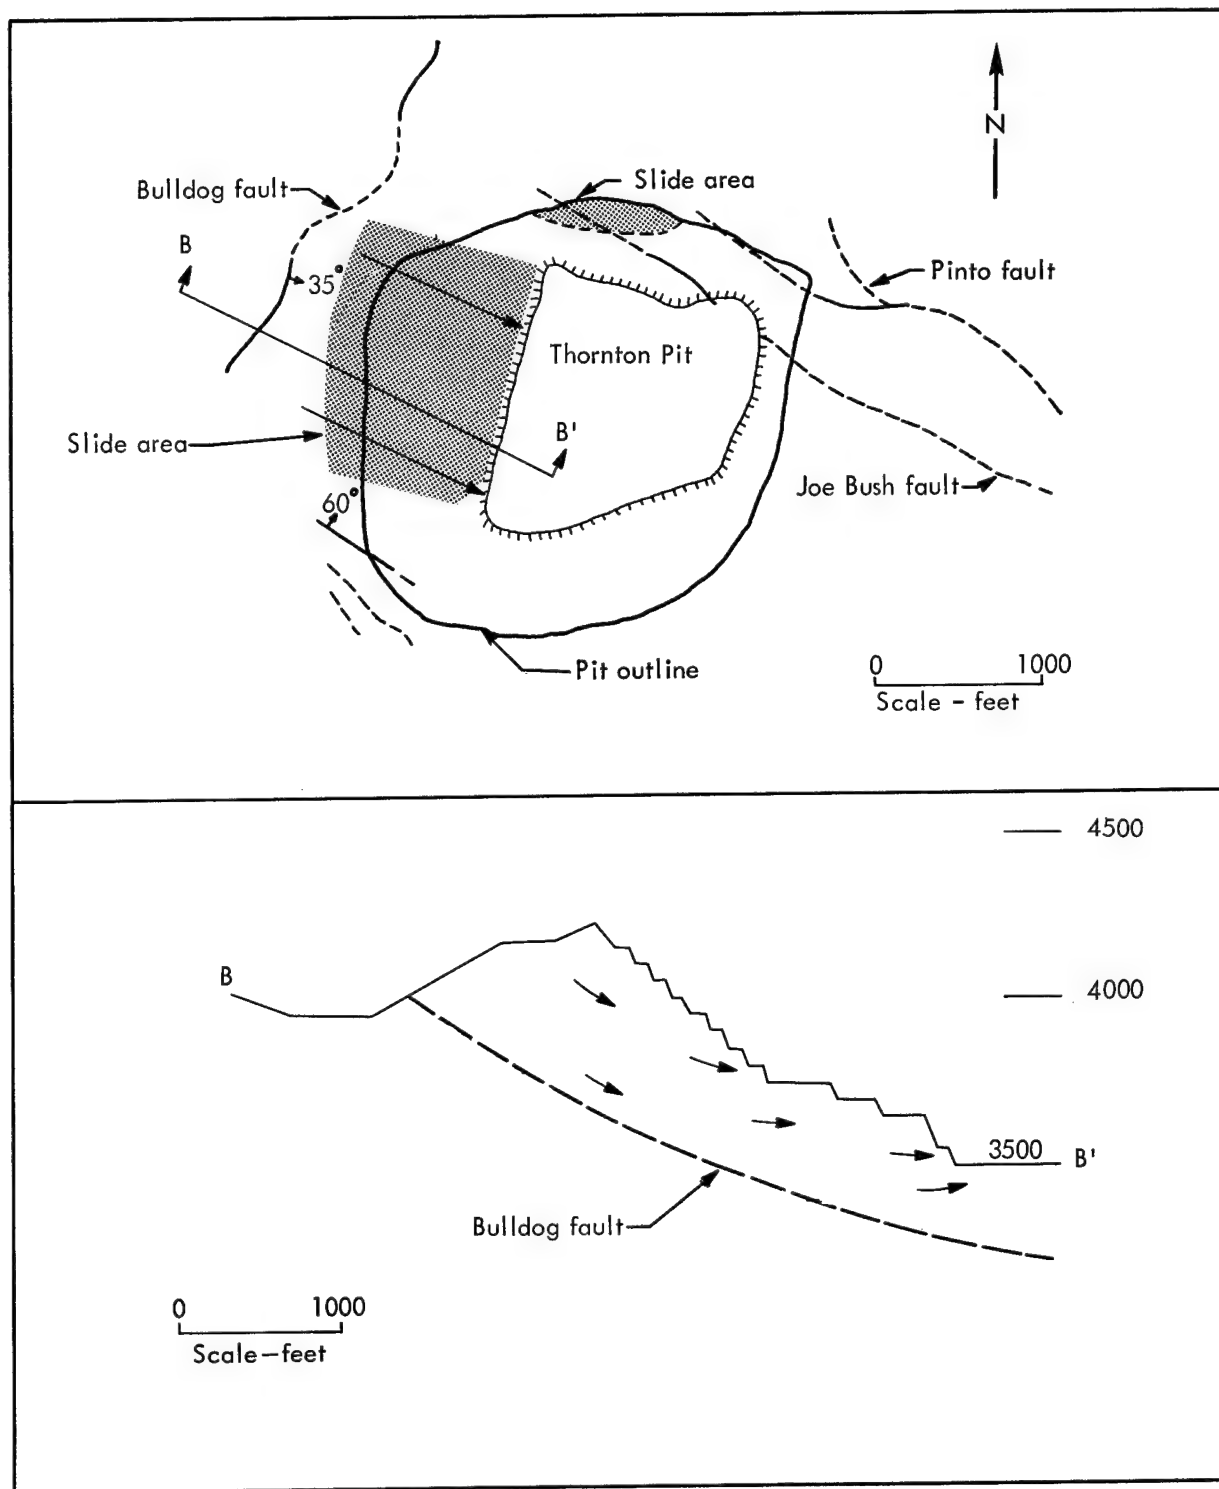 N
Slide area
Bulldog fault
B
35°
Pinto fault
Thornton Pit
B'
Slide area
60°
Joe Bush fault
Pit outline
0 1000
Scale - feet
4500
B
4000
3500
B'
Bulldog fault
0 1000
Scale—feet